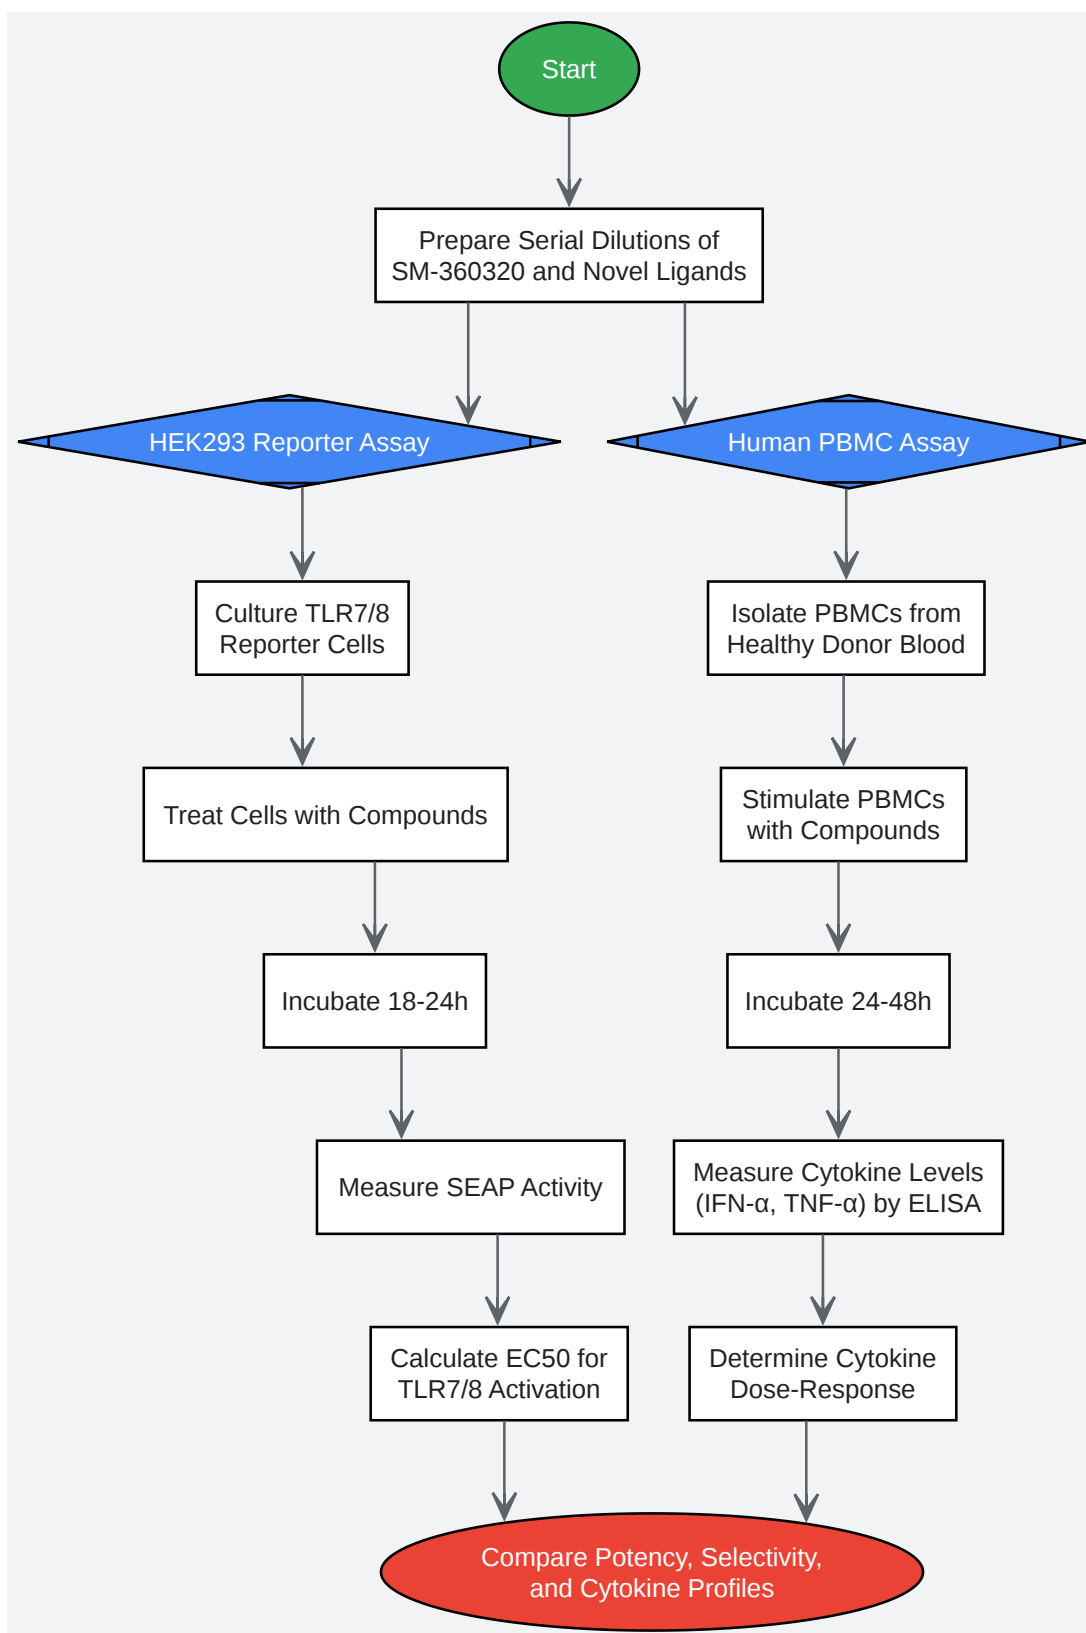 Start
Prepare Serial Dilutions of
SM-360320 and Novel Ligands
HEK293 Reporter Assay
Human PBMC Assay
Culture TLR7/8
Reporter Cells
Isolate PBMCs from
Healthy Donor Blood
Treat Cells with Compounds
Stimulate PBMCs
with Compounds
Incubate 18-24h
Incubate 24-48h
Measure SEAP Activity
Measure Cytokine Levels
(IFN-α, TNF-α) by ELISA
Calculate EC50 for
TLR7/8 Activation
Determine Cytokine
Dose-Response
Compare Potency, Selectivity,
and Cytokine Profiles